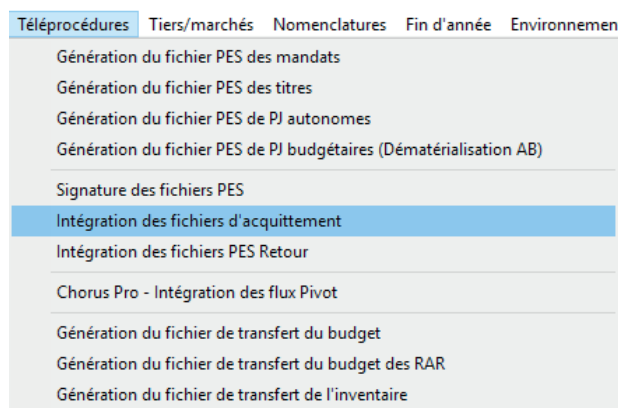 Téléprocédures Tiers/marchés Nomenclatures Fin d'année Environnemen
Génération du fichier PES des mandats
Génération du fichier PES des titres
Génération du fichier PES de PJ autonomes
Génération du fichier PES de PJ budgétaires (Dématérialisation AB)
Signature des fichiers PES
Intégration des fichiers d'acquittement
Intégration des fichiers PES Retour
Chorus Pro - Intégration des flux Pivot
Génération du fichier de transfert du budget
Génération du fichier de transfert du budget des RAR
Génération du fichier de transfert de l'inventaire